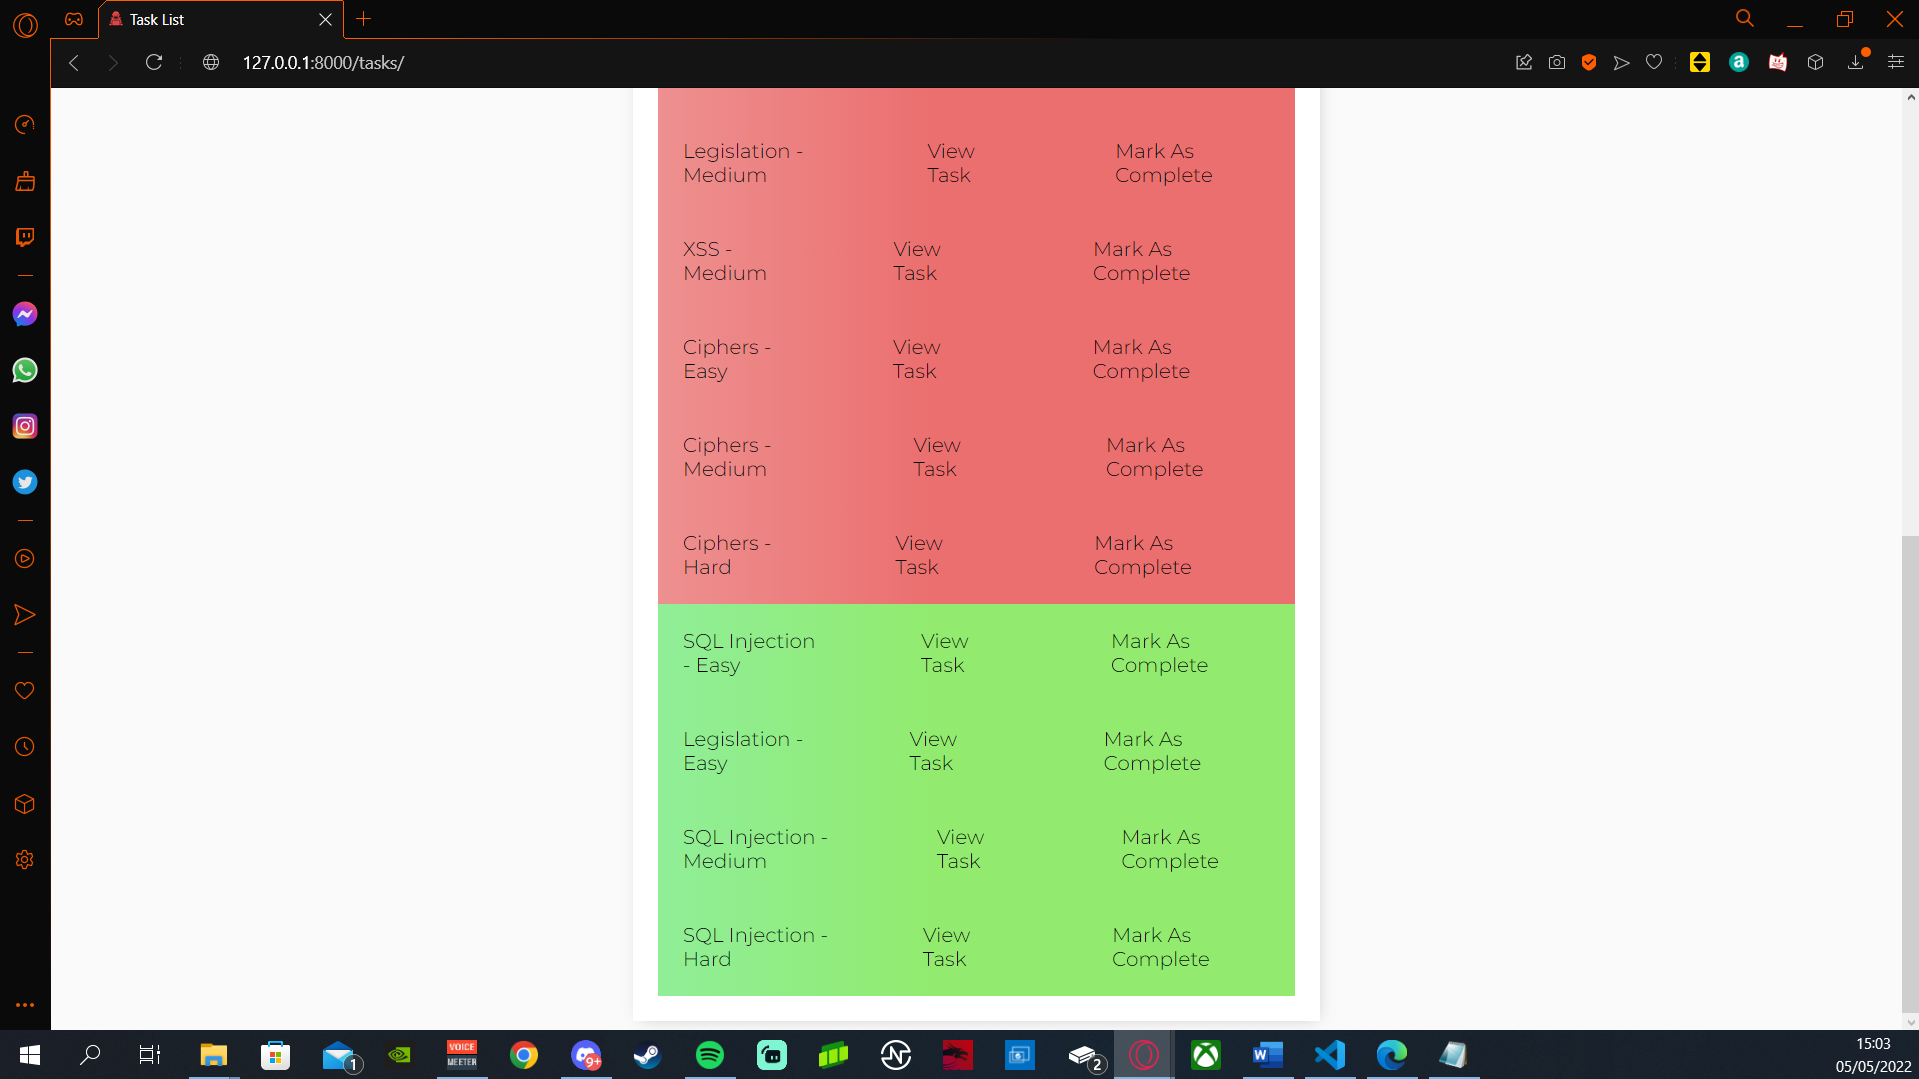 Task List
127.0.0.1:8000/tasks/
Legislation - Medium View Task Mark As Complete
XSS - Medium View Task Mark As Complete
Ciphers - Easy View Task Mark As Complete
Ciphers - Medium View Task Mark As Complete
Ciphers - Hard View Task Mark As Complete
SQL Injection - Easy View Task Mark As Complete
Legislation - Easy View Task Mark As Complete
SQL Injection - Medium View Task Mark As Complete
SQL Injection - Hard View Task Mark As Complete
1
VOICE
MEETER
9+
2
15:03
05/05/2022